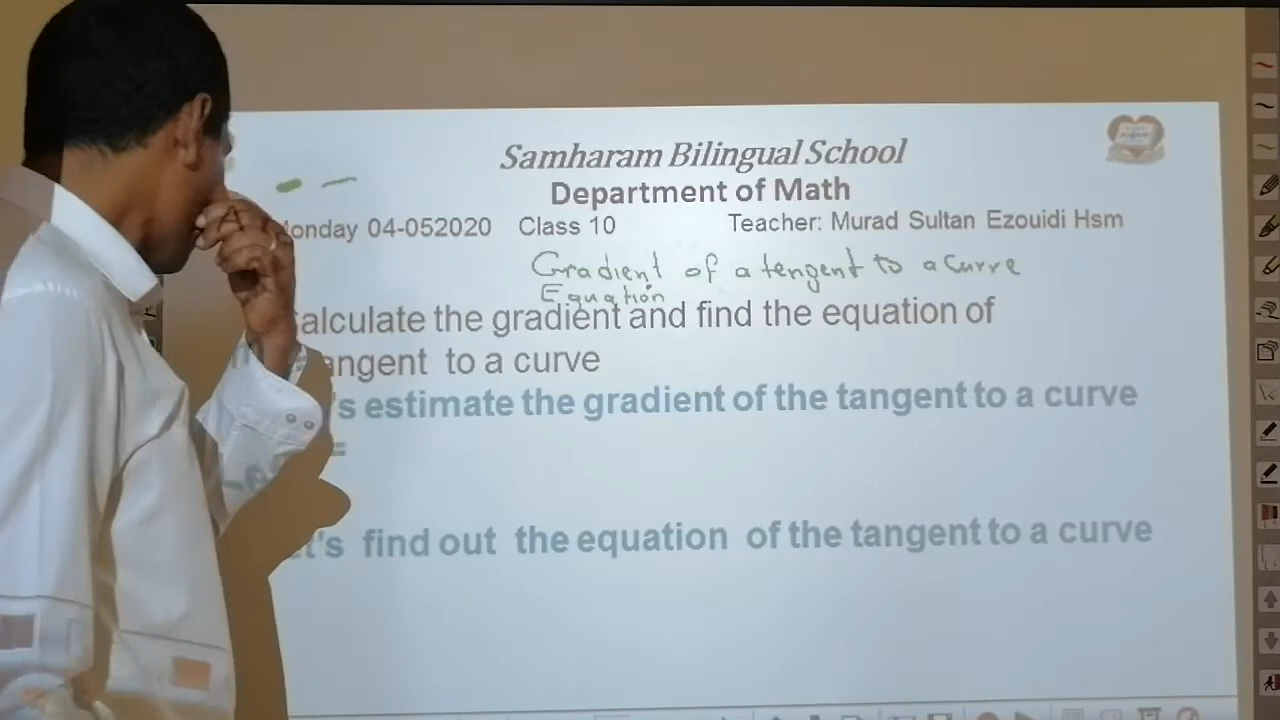 Samharam Bilingual School
Department of Math
onday 04-052020 Class 10 Teacher: Murad Sultan Ezouidi Hsm
Gradient of a tengent to a curve
Equation
alculate the gradient and find the equation of
angent to a curve
's estimate the gradient of the tangent to a curve
=
t's find out the equation of the tangent to a curve